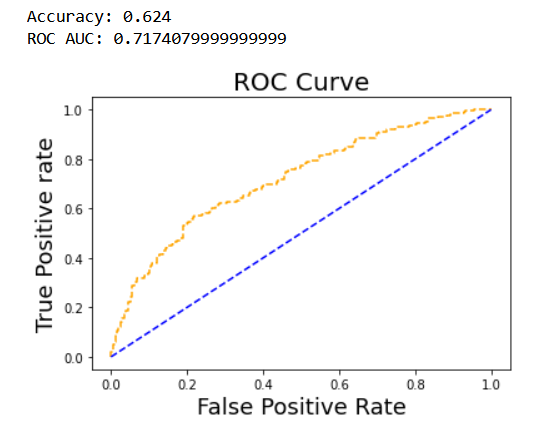 Accuracy: 0.624
ROC AUC: 0.7174079999999999
ROC Curve
True Positive rate
1.0
0.8
0.6
0.4
0.2
0.0
0.0 0.2 0.4 0.6 0.8 1.0
False Positive Rate